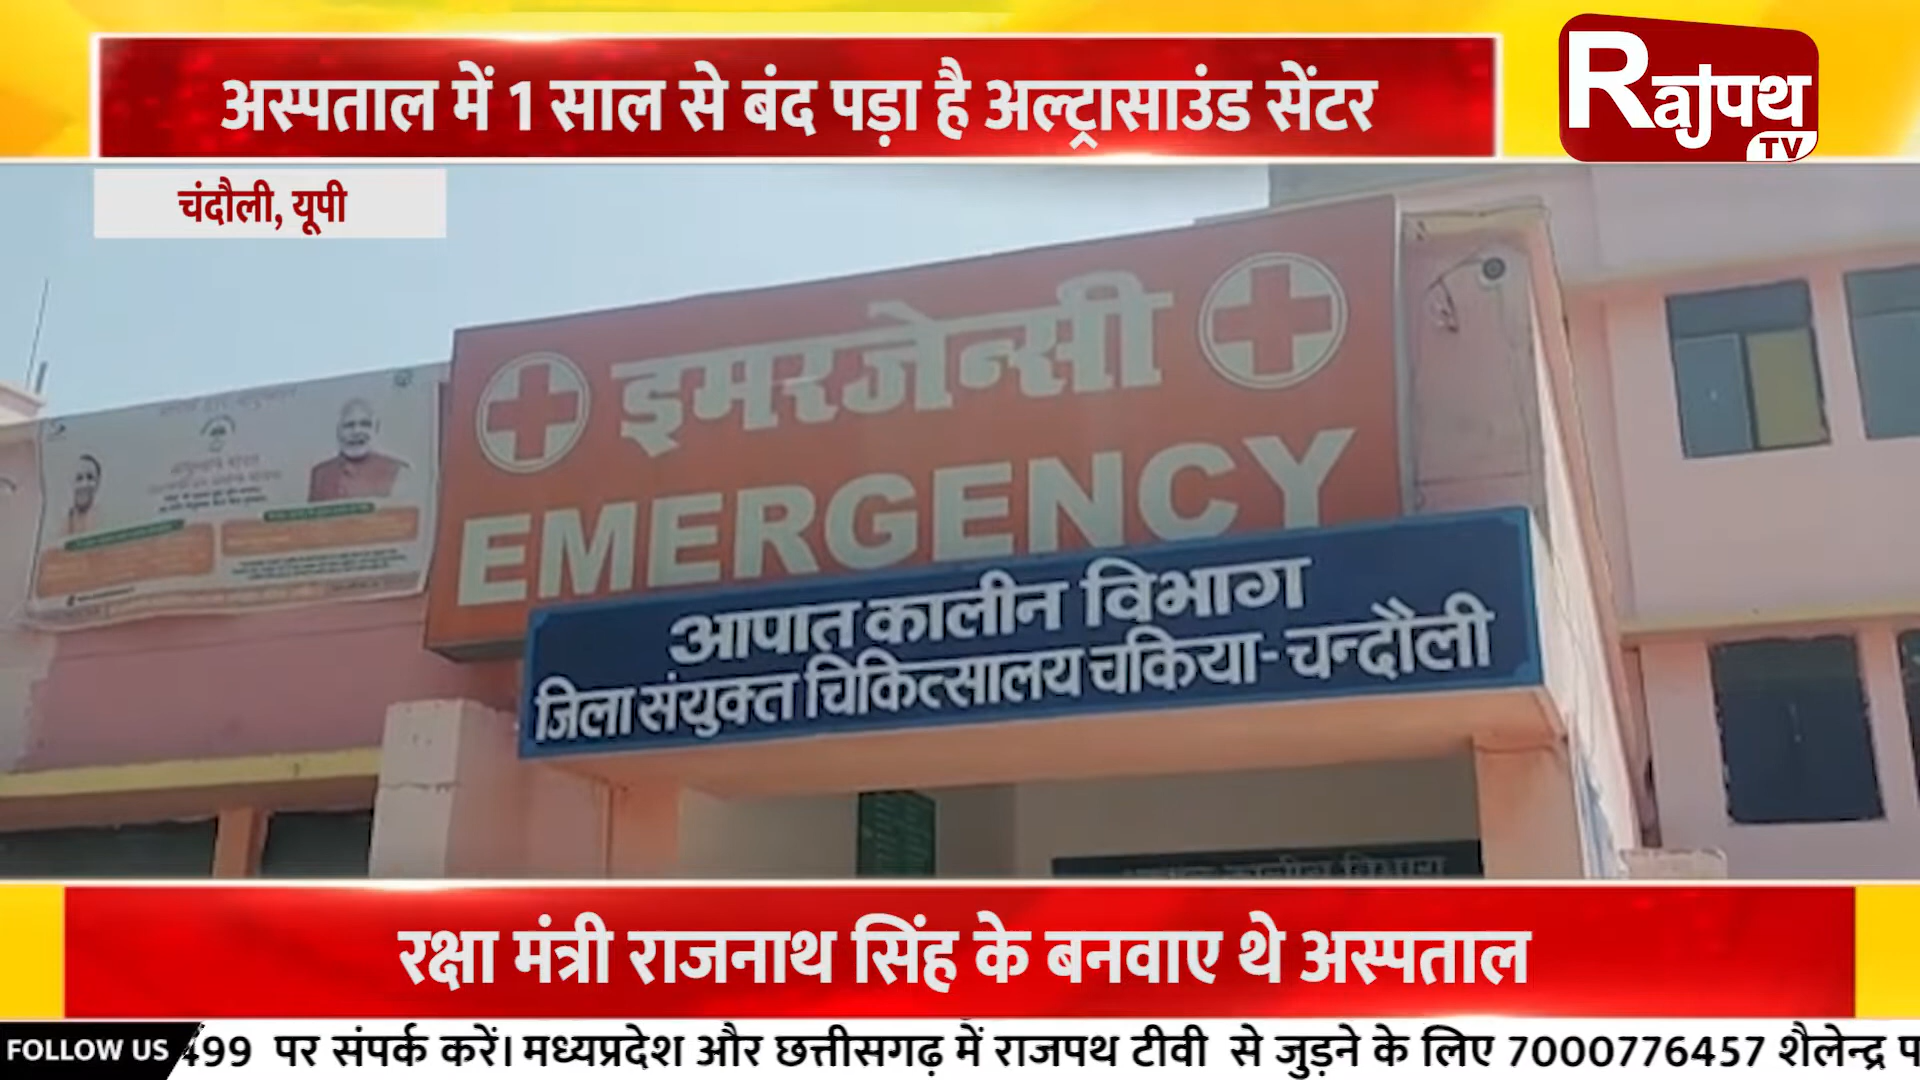 अस्पताल में 1 साल से बंद पड़ा है अल्ट्रासाउंड सेंटर
Rajपथ
TV
चंदौली, यूपी
इमरजेन्सी
EMERGENCY
आपात कालीन विभाग
जिला संयुक्त चिकित्सालय चकिया-चन्दौली
रक्षा मंत्री राजनाथ सिंह के बनवाए थे अस्पताल
FOLLOW US 499 पर संपर्क करें। मध्यप्रदेश और छत्तीसगढ़ में राजपथ टीवी से जुड़ने के लिए 7000776457 शैलेन्द्र प